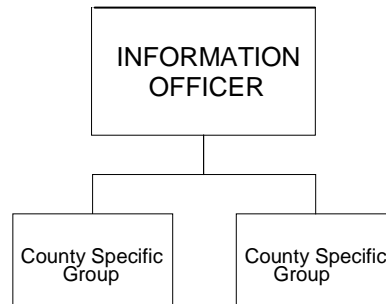 INFORMATION
OFFICER
County Specific
Group
County Specific
Group